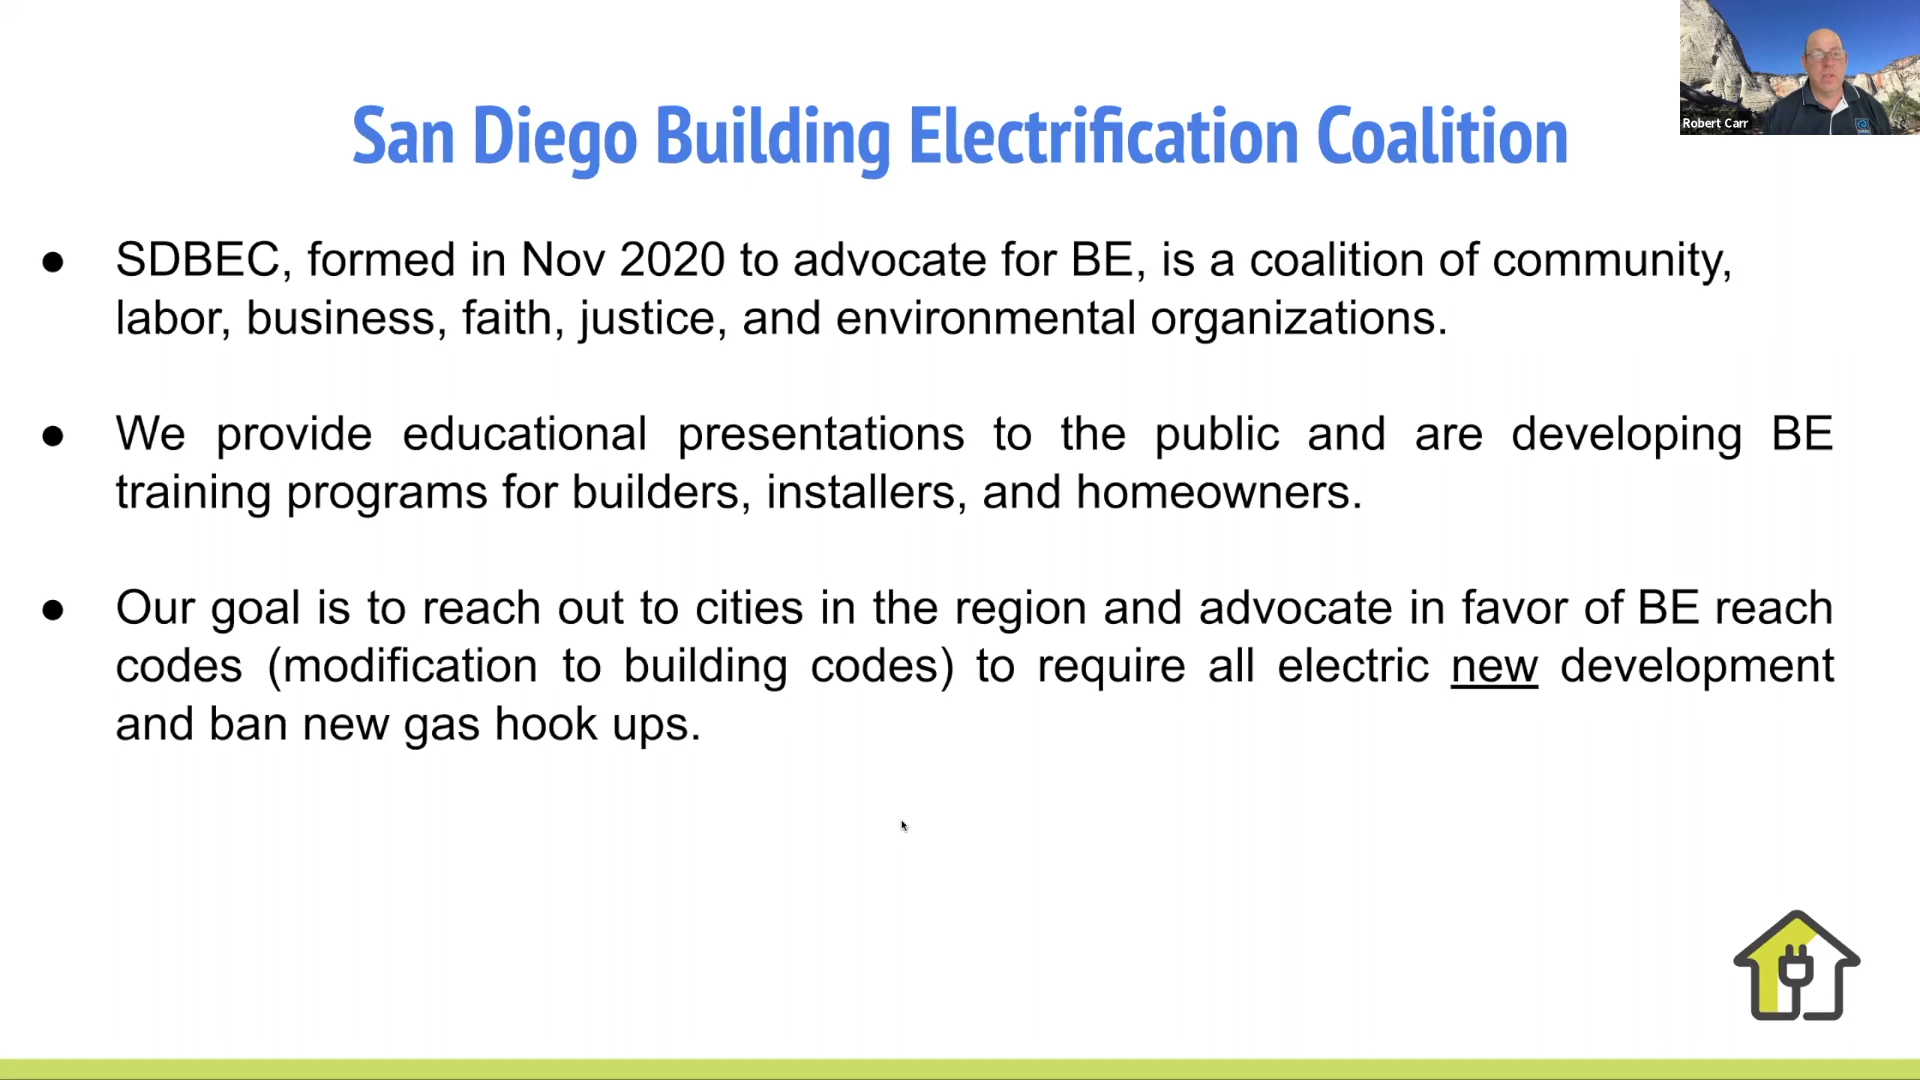 Robert Carr
San Diego Building Electrification Coalition
● SDBEC, formed in Nov 2020 to advocate for BE, is a coalition of community,
labor, business, faith, justice, and environmental organizations.
● We provide educational presentations to the public and are developing BE
training programs for builders, installers, and homeowners.
● Our goal is to reach out to cities in the region and advocate in favor of BE reach
codes (modification to building codes) to require all electric new development
and ban new gas hook ups.